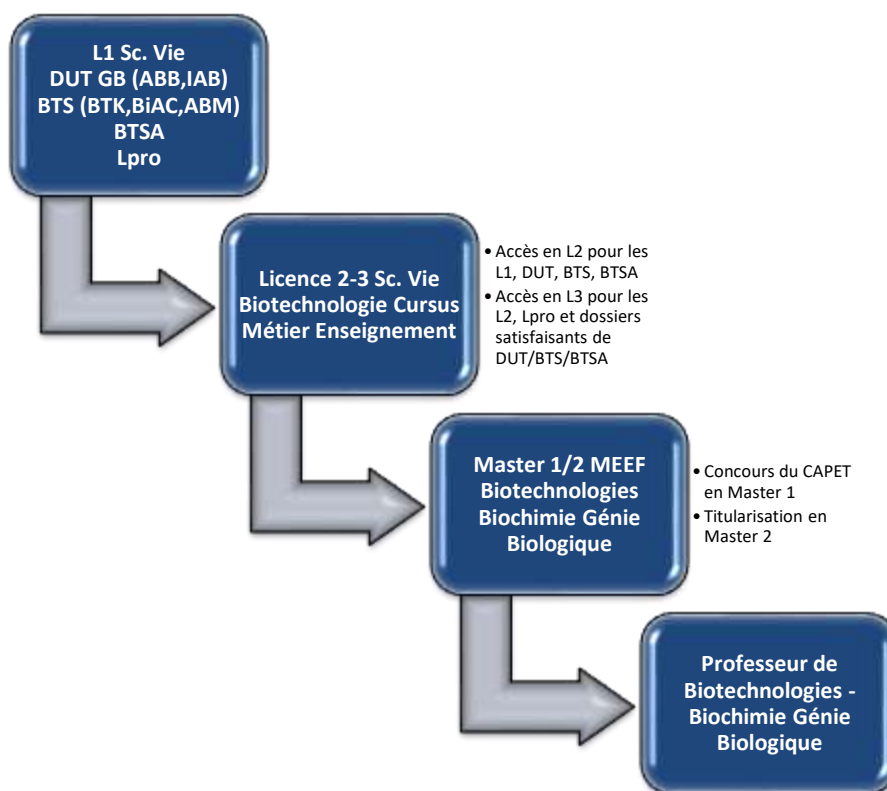 L1 Sc. Vie
DUT GB (ABB,IAB)
BTS (BTK,BiAC,ABM)
BTSA
Lpro
Licence 2-3 Sc. Vie
Biotechnologie Cursus
Métier Enseignement
• Accès en L2 pour les
L1, DUT, BTS, BTSA
• Accès en L3 pour les
L2, Lpro et dossiers
satisfaisants de
DUT/BTS/BTSA
Master 1/2 MEEF
Biotechnologies
Biochimie Génie
Biologique
• Concours du CAPET
en Master 1
• Titularisation en
Master 2
Professeur de
Biotechnologies -
Biochimie Génie
Biologique